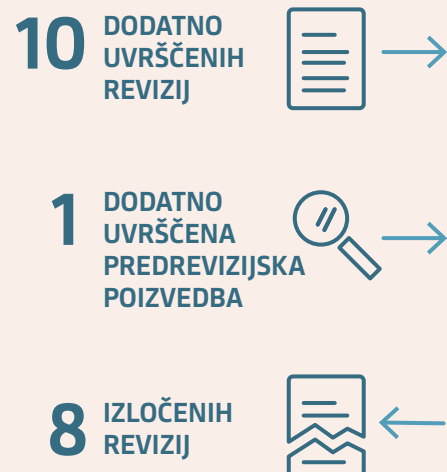 10 DODATNO
UVRŠČENIH
REVIZIJ
1 DODATNO
UVRŠČENA
PREDREVIZIJSKA
POIZVEDBA
8 IZLOČENIH
REVIZIJ